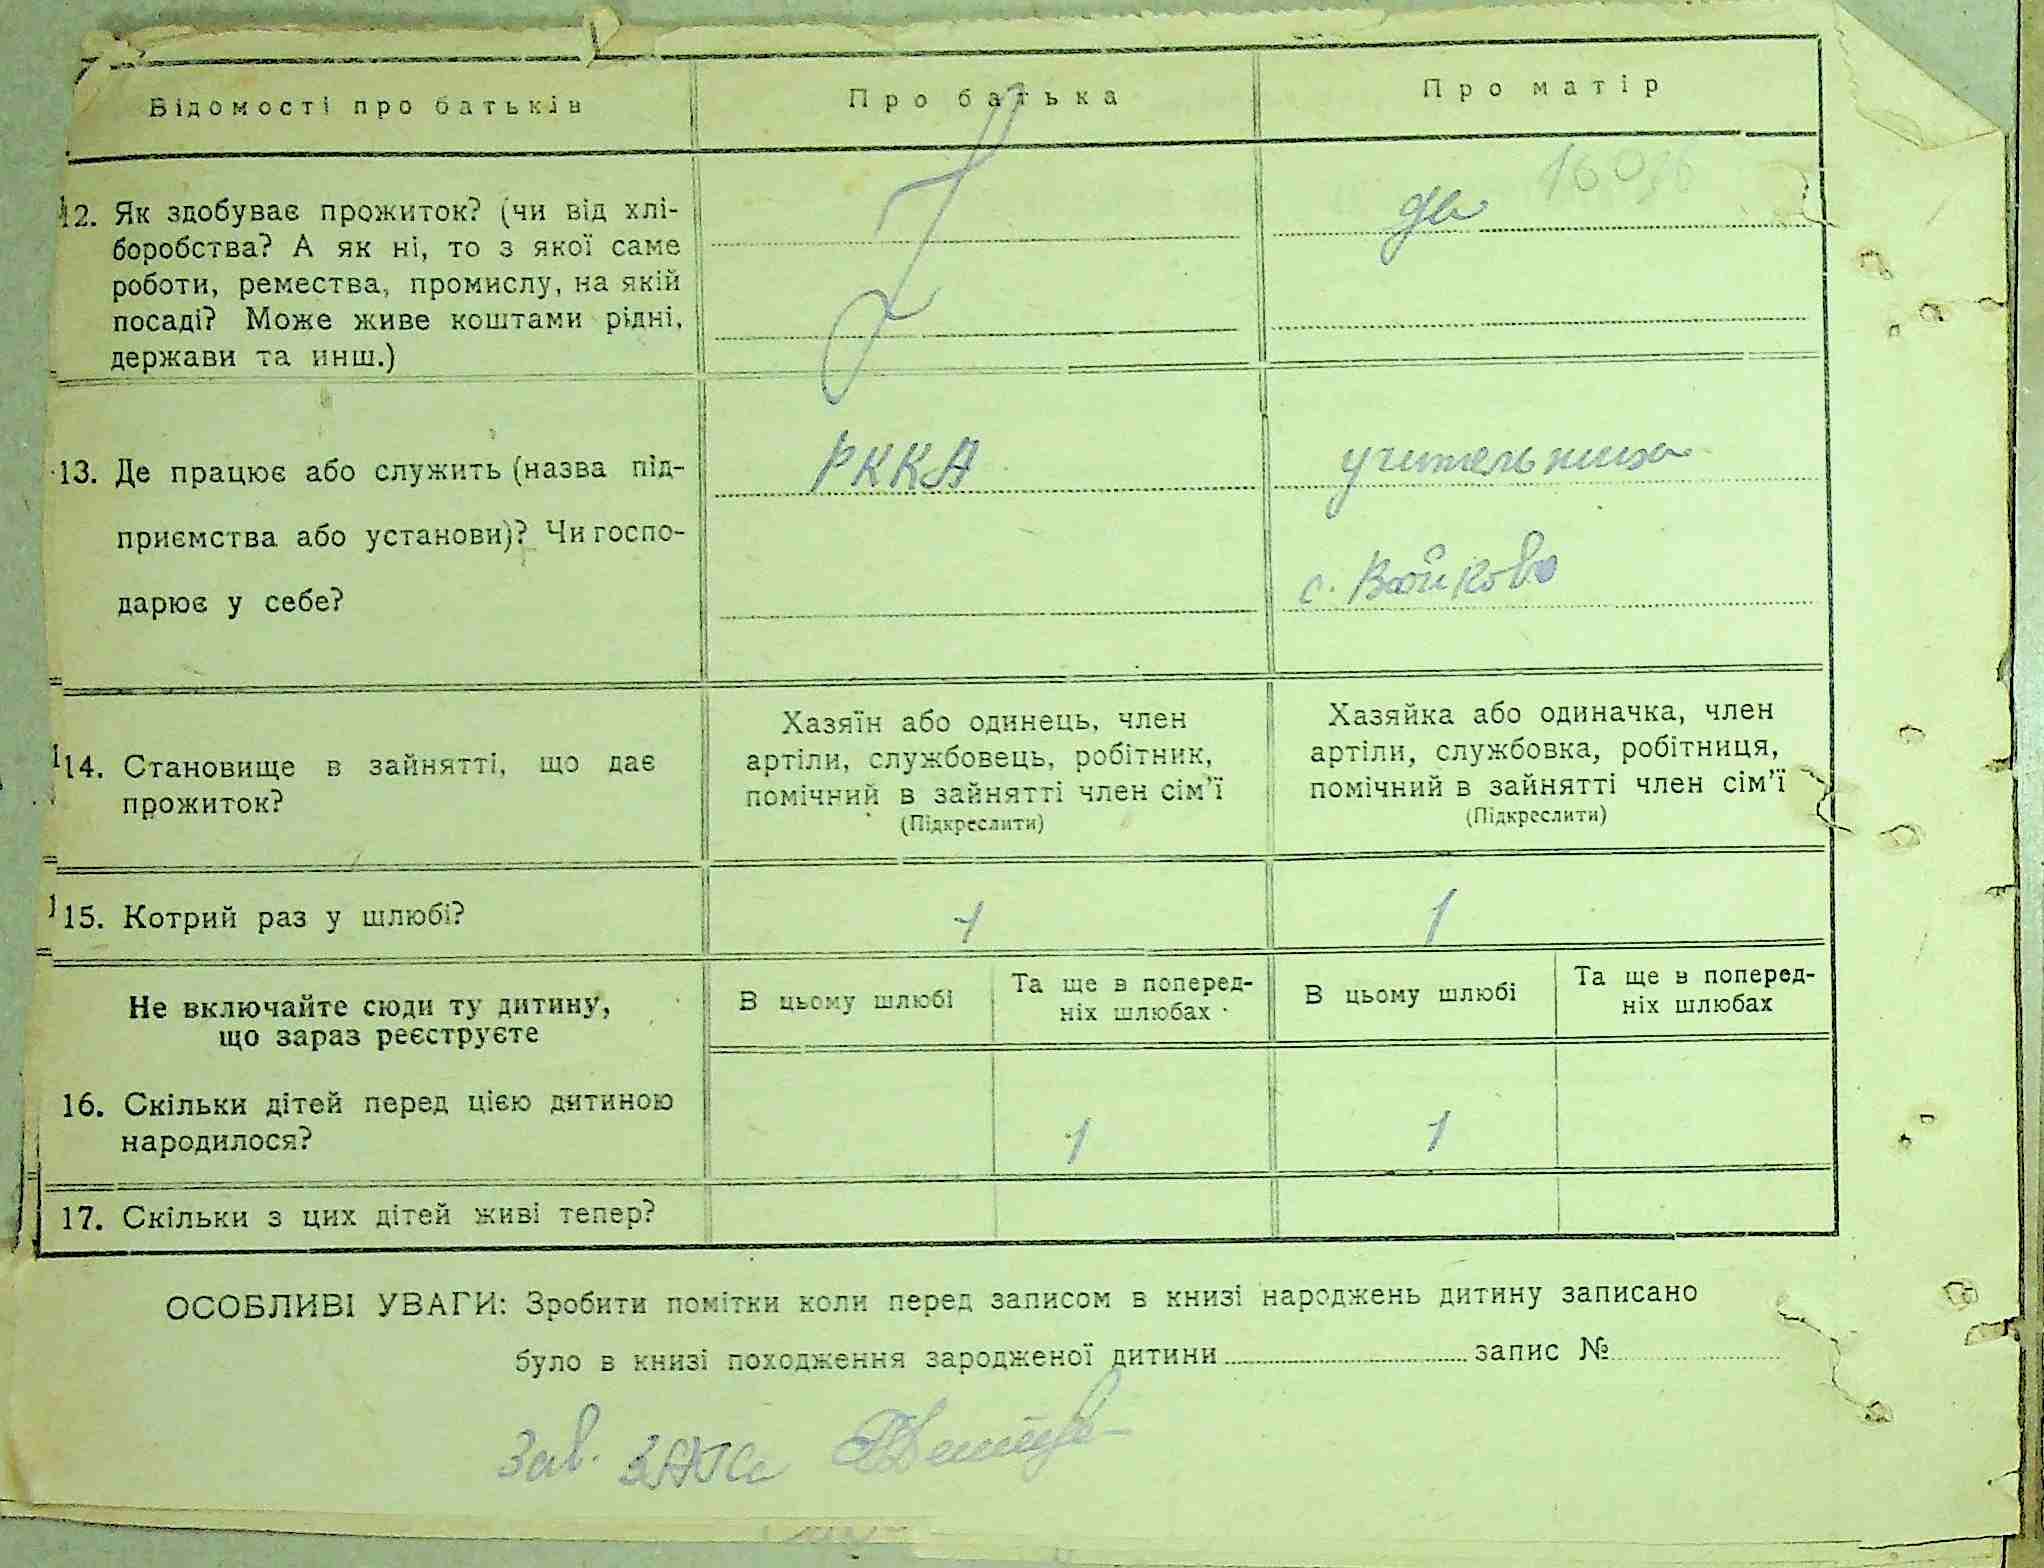 Відомості про батьків
Про батька
Про матір
12. Як здобуває прожиток? (чи від хлі-
боробства? А як ні, то з якої саме
роботи, ремества, промислу, на якій
посаді? Може живе коштами рідні,
держави та инш.)
13. Де працює або служить (назва під-
приємства або установи)? Чи госпо-
дарює у себе?
РККА
учительница
с. Войково
14. Становище в зайнятті, що дає
прожиток?
Хазяїн або одинець, член
артіли, службовець, робітник,
помічний в зайнятті член сім'ї
(Підкреслити)
Хазяйка або одиначка, член
артіли, службовка, робітниця,
помічний в зайнятті член сім'ї
(Підкреслити)
15. Котрий раз у шлюбі?
1
1
Не включайте сюди ту дитину,
що зараз реєструєте
В цьому шлюбі
Та ще в поперед-
ніх шлюбах
В цьому шлюбі
Та ще в поперед-
ніх шлюбах
16. Скільки дітей перед цією дитиною
народилося?
1
1
17. Скільки з цих дітей живі тепер?
ОСОБЛИВІ УВАГИ: Зробити помітки коли перед записом в книзі народжень дитину записано
було в книзі походження зародженої дитини запис №
Зав. ЗАГСа